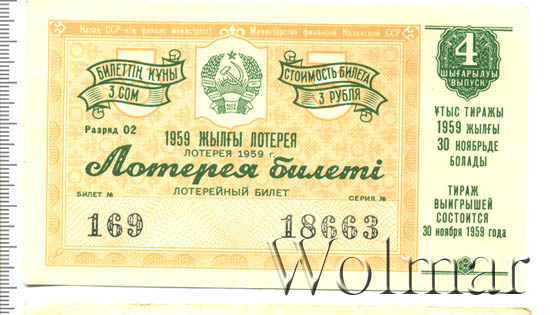 Қазақ ССР-нің финанс министрлігі Министерство финансов Казахской ССР
БИЛЕТТІҢ ҚҰНЫ
3 СОМ
СТОИМОСТЬ БИЛЕТА
3 РУБЛЯ
Разряд 02
1959 ЖЫЛҒЫ ЛОТЕРЕЯ
ЛОТЕРЕЯ 1959 г.
Лотерея билеті
ЛОТЕРЕЙНЫЙ БИЛЕТ
БИЛЕТ №
СЕРИЯ №
169
18663
4
ШЫҒАРЫЛУЫ
ВЫПУСК
ҰТЫС ТИРАЖЫ
1959 ЖЫЛҒЫ
30 НОЯБРЬДЕ
БОЛАДЫ
ТИРАЖ
ВЫИГРЫШЕЙ
СОСТОИТСЯ
30 ноября 1959 года
Wolmar